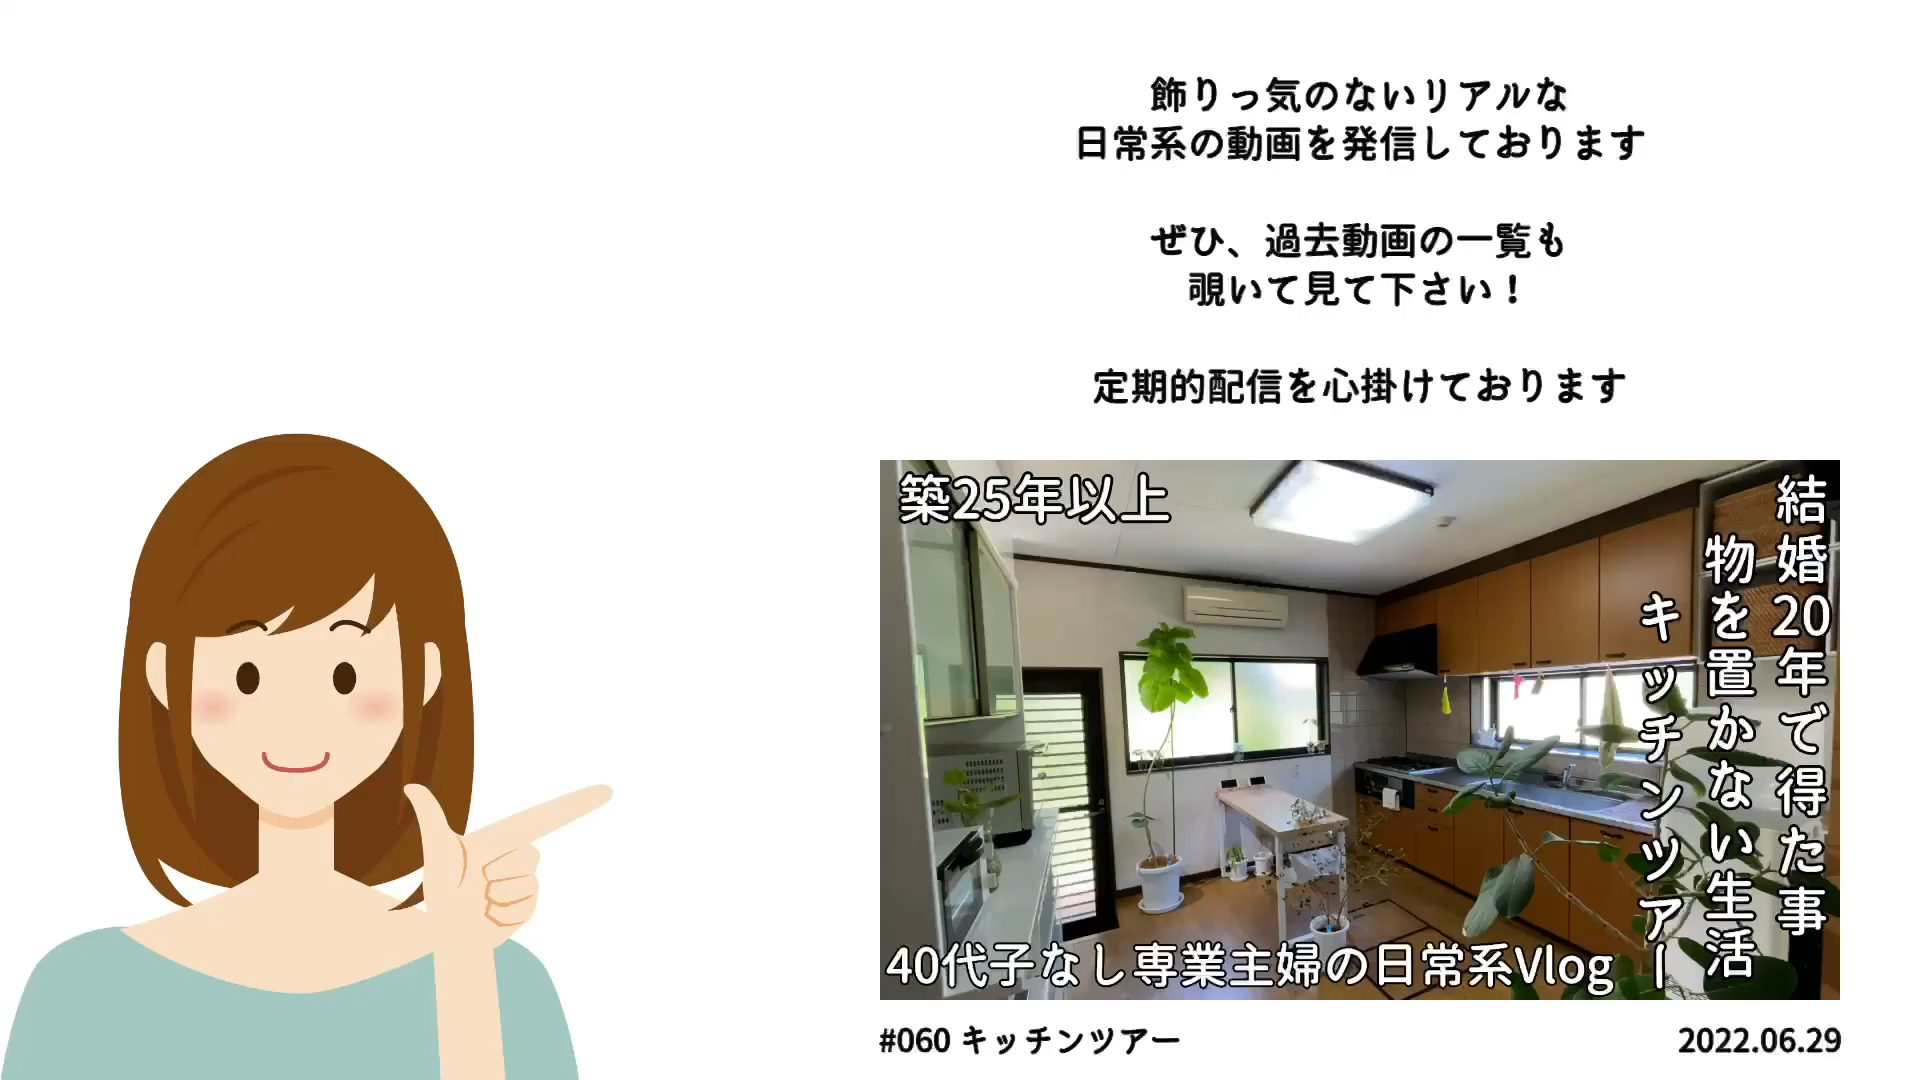 飾りっ気のないリアルな
日常系の動画を発信しております
ぜひ、過去動画の一覧も
覗いて見て下さい！
定期的配信を心掛けております
築25年以上
結婚20年で得た事
物を置かない生活
キッチンツアー
40代子なし専業主婦の日常系Vlog
#060 キッチンツアー
2022.06.29